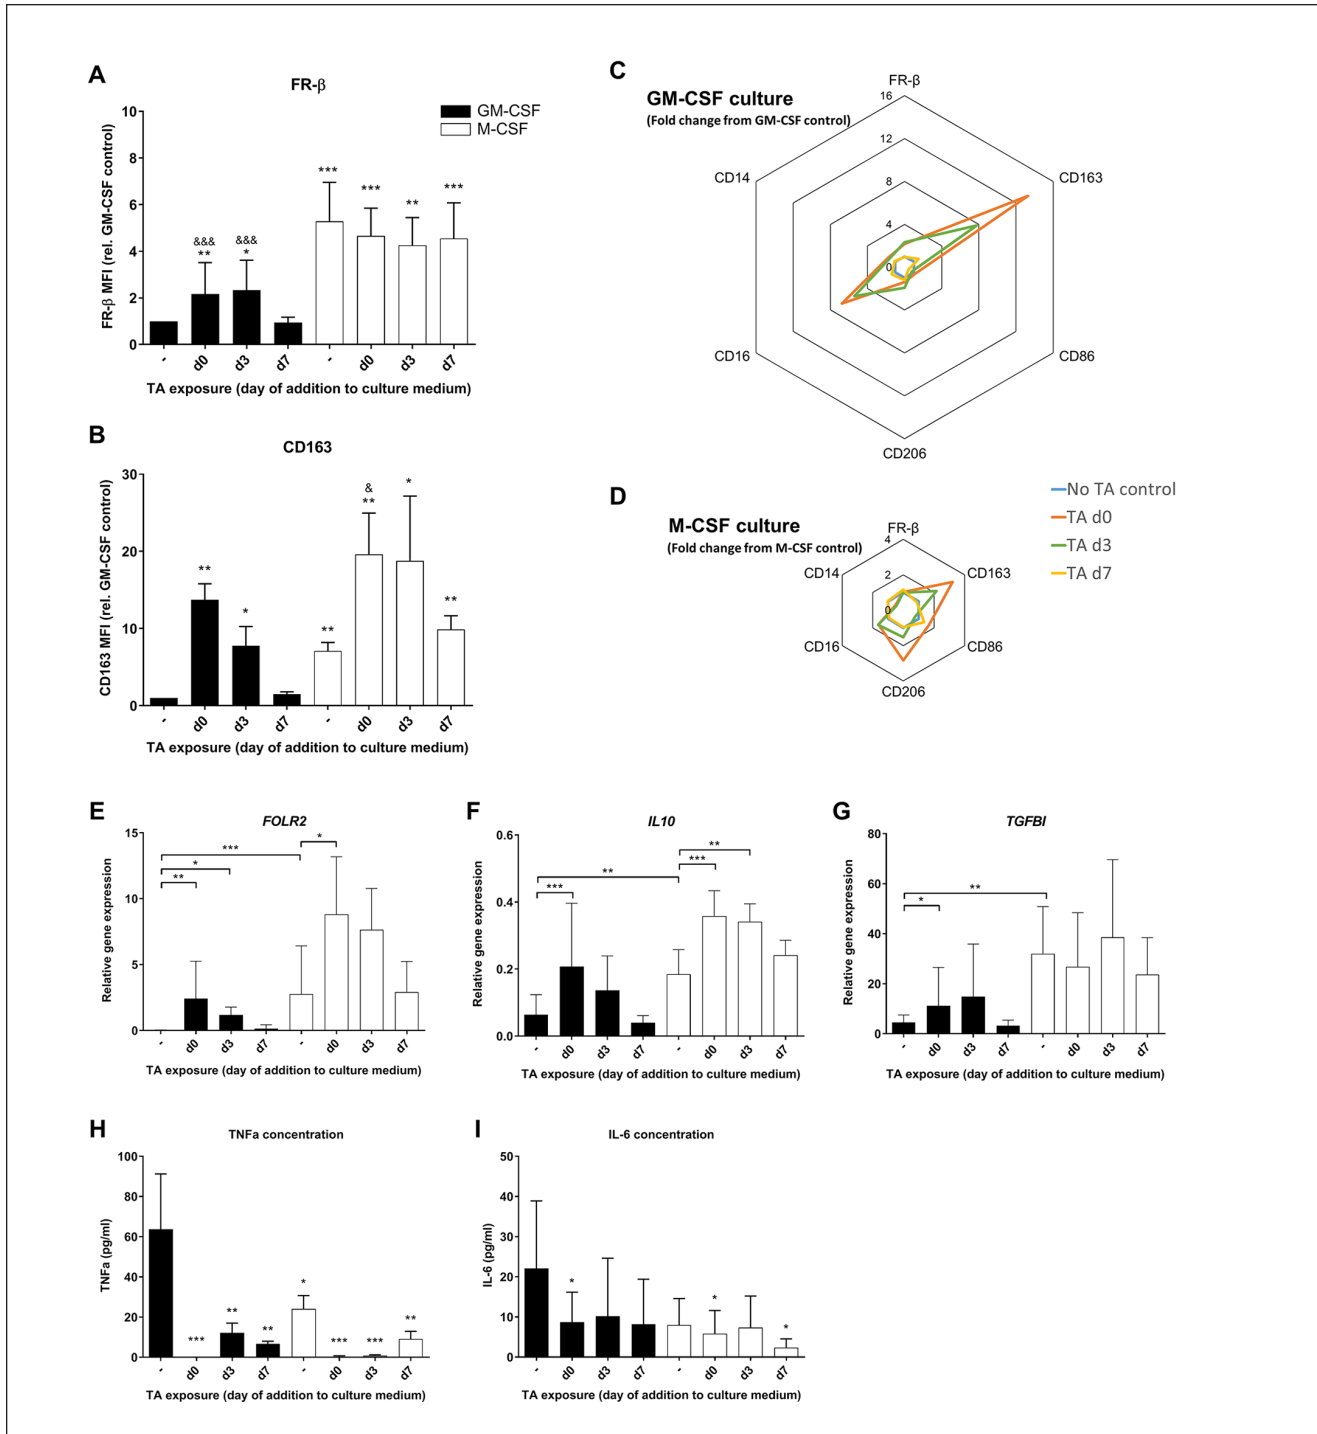 A
FR-β
GM-CSF
M-CSF
FR-β MFI (rel. GM-CSF control)
10
8
6
4
2
0
&&&
**
&&&
*
***
***
**
***
- d0 d3 d7 - d0 d3 d7
TA exposure (day of addition to culture medium)
B
CD163
CD163 MFI (rel. GM-CSF control)
30
20
10
0
**
*
**
&
**
*
**
- d0 d3 d7 - d0 d3 d7
TA exposure (day of addition to culture medium)
C
GM-CSF culture
(Fold change from GM-CSF control)
FR-β
16
12
8
4
0
CD14
CD163
CD16
CD86
CD206
D
M-CSF culture
(Fold change from M-CSF control)
FR-β
4
2
0
CD14
CD163
CD16
CD86
CD206
No TA control
TA d0
TA d3
TA d7
E
FOLR2
Relative gene expression
15
10
5
0
***
*
**
*
- d0 d3 d7 - d0 d3 d7
TA exposure (day of addition to culture medium)
F
IL10
Relative gene expression
0.6
0.4
0.2
0.0
**
***
**
***
- d0 d3 d7 - d0 d3 d7
TA exposure (day of addition to culture medium)
G
TGFBI
Relative gene expression
80
60
40
20
0
**
*
- d0 d3 d7 - d0 d3 d7
TA exposure (day of addition to culture medium)
H
TNFa concentration
TNFa (pg/ml)
100
80
60
40
20
0
***
**
**
*
***
***
**
- d0 d3 d7 - d0 d3 d7
TA exposure (day of addition to culture medium)
I
IL-6 concentration
IL-6 (pg/ml)
50
40
30
20
10
0
*
*
*
- d0 d3 d7 - d0 d3 d7
TA exposure (day of addition to culture medium)